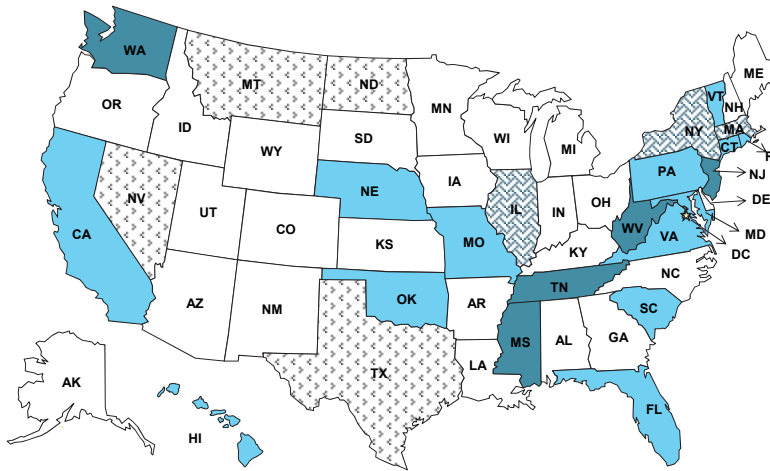 WA
MT
ND
MN
ME
VT
NH
OR
ID
SD
WI
MI
NY
MA
WY
CT
IA
PA
NJ
NE
NV
IL
IN
OH
DE
UT
CO
CA
KS
MO
WV
VA
MD
KY
DC
NC
TN
AZ
NM
OK
AR
SC
MS
AL
GA
LA
TX
AK
FL
HI